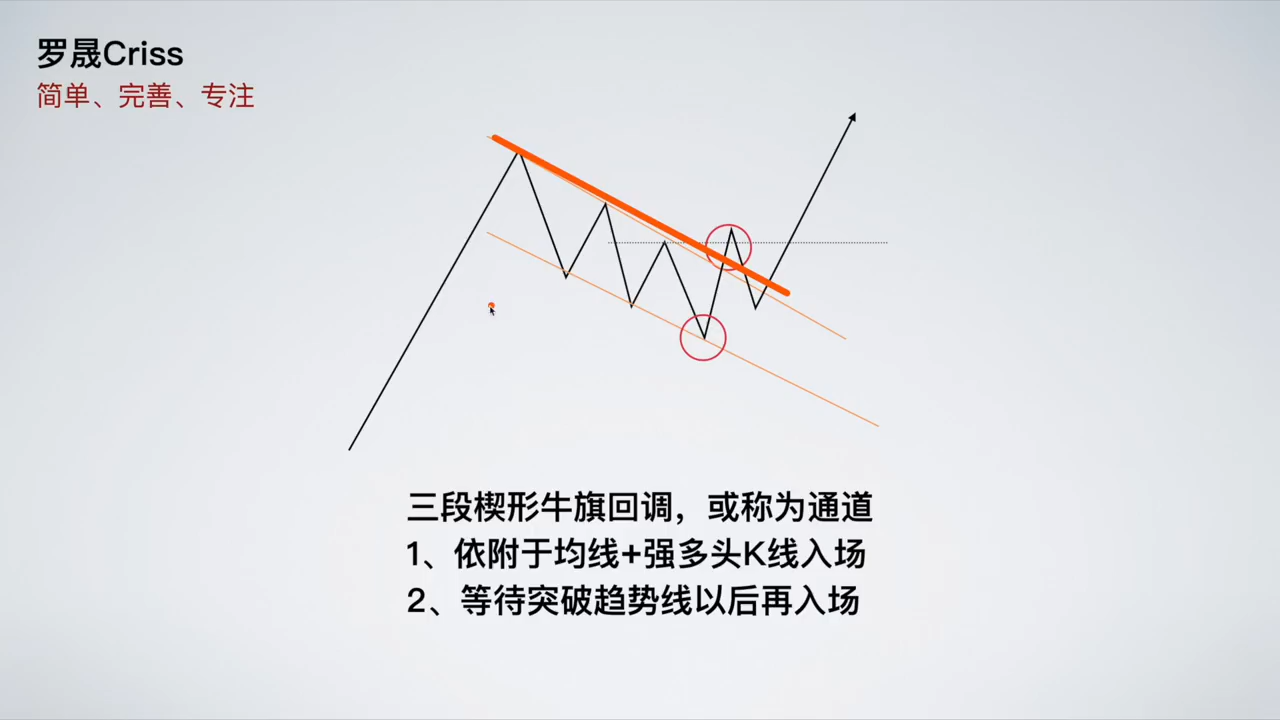 罗晟Criss
简单、完善、专注
三段楔形牛旗回调，或称为通道
1、依附于均线+强多头K线入场
2、等待突破趋势线以后再入场